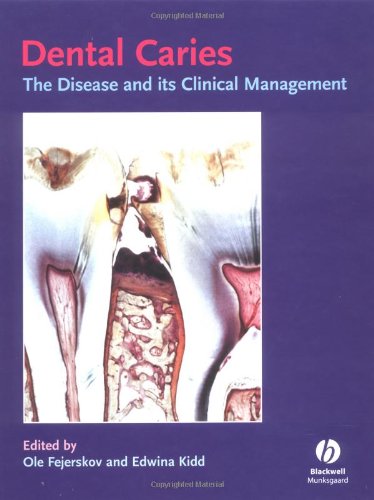 Dental Caries
The Disease and its Clinical Management
Edited by
Ole Fejerskov and Edwina Kidd
Blackwell
Munksgaard